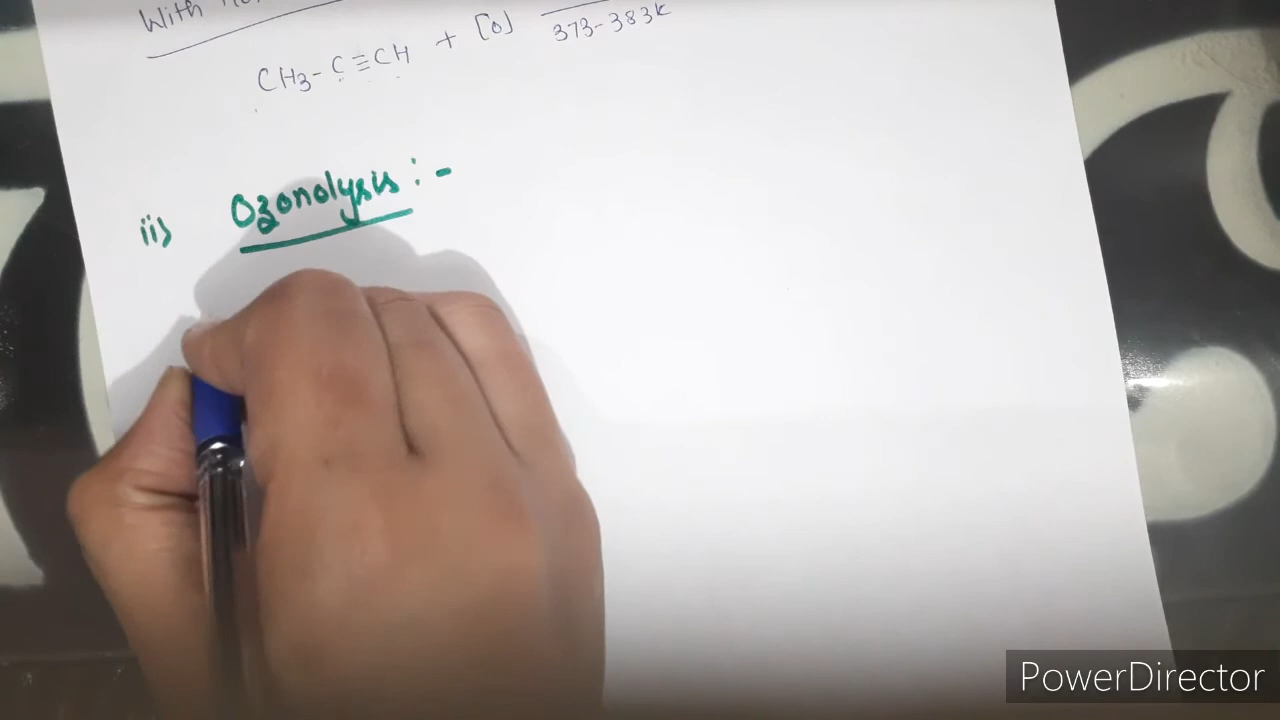 With
CH3-C≡CH + [O] 373-383K
ii) Ozonolysis :-
PowerDirector